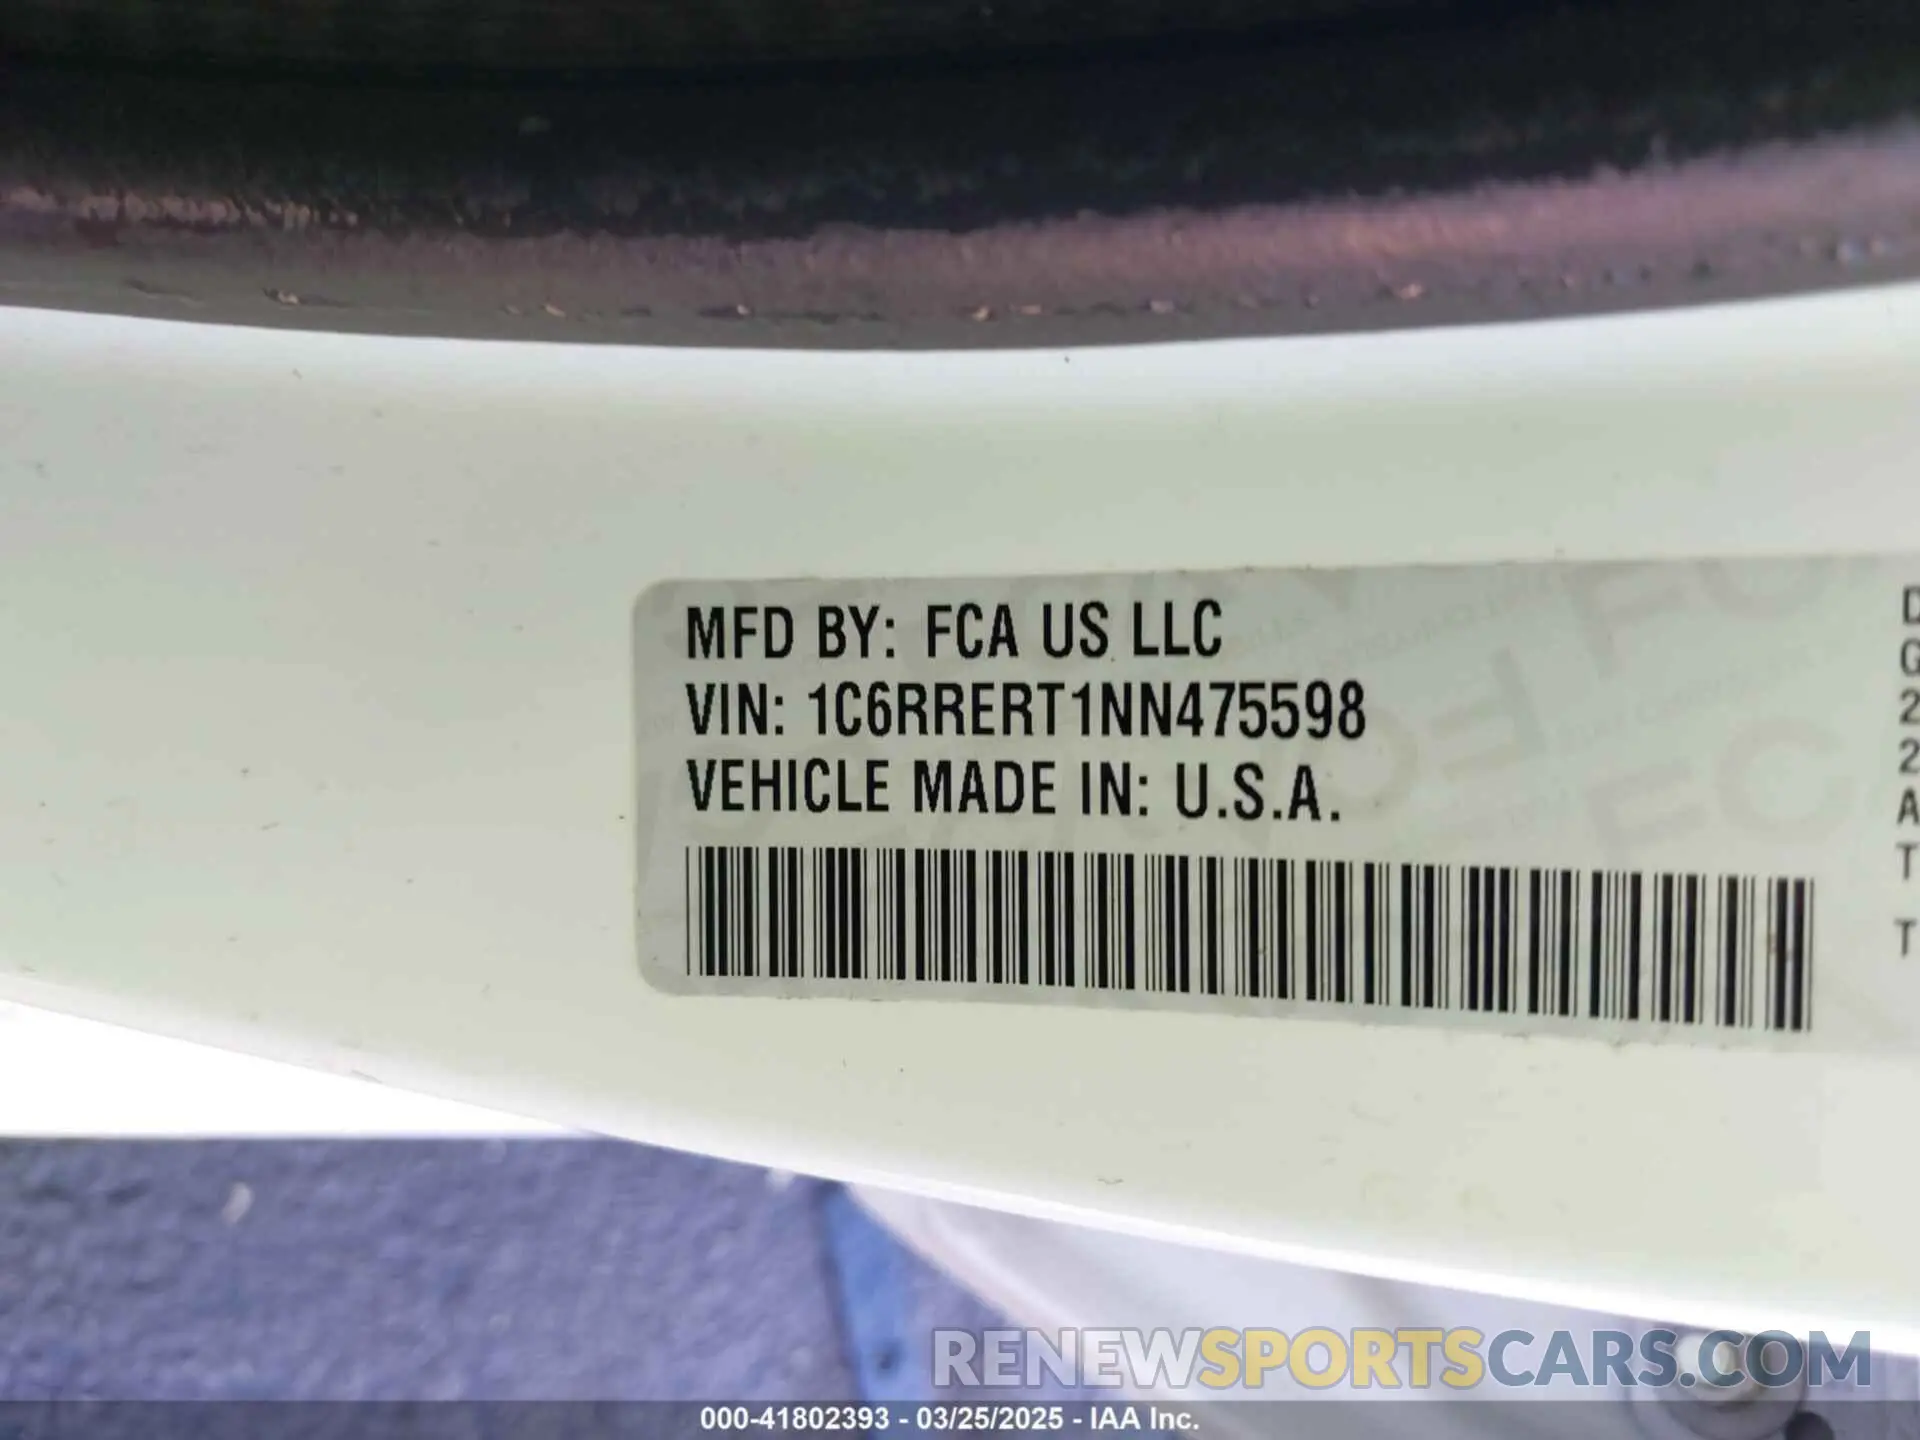 MFD BY: FCA US LLC
VIN: 1C6RRERT1NN475598
VEHICLE MADE IN: U.S.A.
DG22ATT
RENEWSPORTSCARS.COM
000-41802393 - 03/25/2025 - IAA Inc.